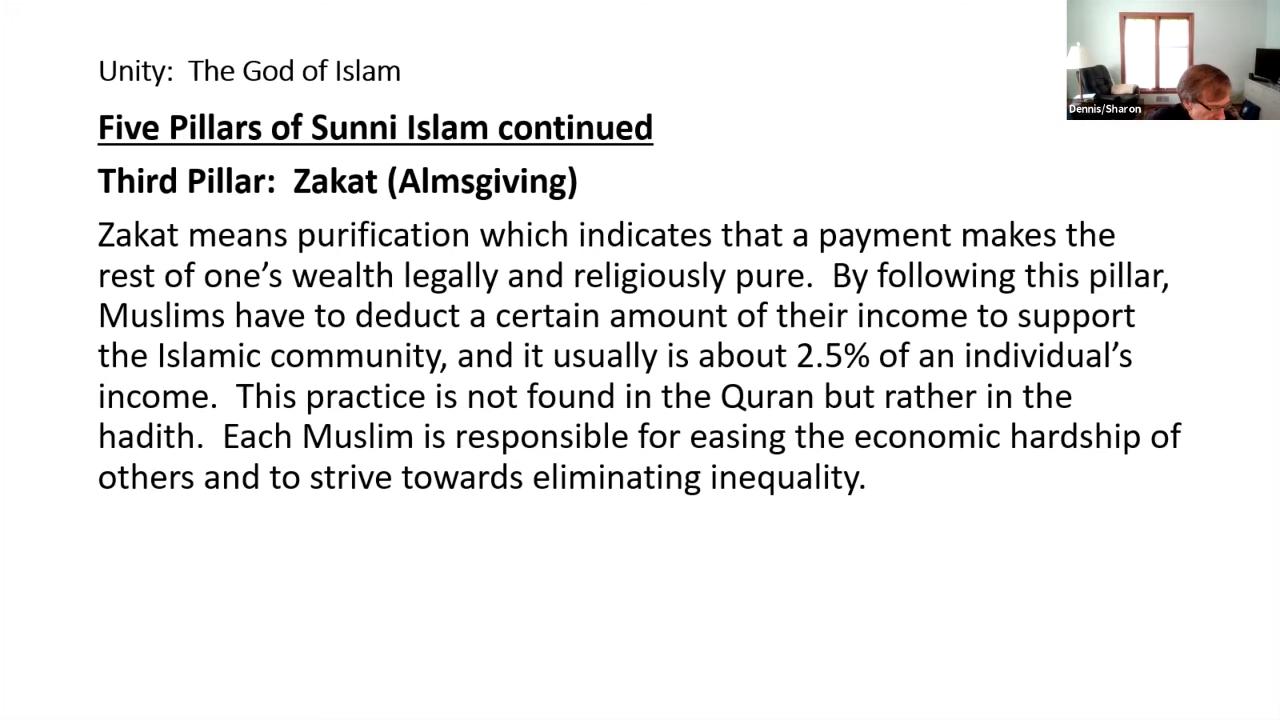 Unity:  The God of Islam
Dennis/Sharon
Five Pillars of Sunni Islam continued
Third Pillar:  Zakat (Almsgiving)
Zakat means purification which indicates that a payment makes the
rest of one’s wealth legally and religiously pure.  By following this pillar,
Muslims have to deduct a certain amount of their income to support
the Islamic community, and it usually is about 2.5% of an individual’s
income.  This practice is not found in the Quran but rather in the
hadith.  Each Muslim is responsible for easing the economic hardship of
others and to strive towards eliminating inequality.